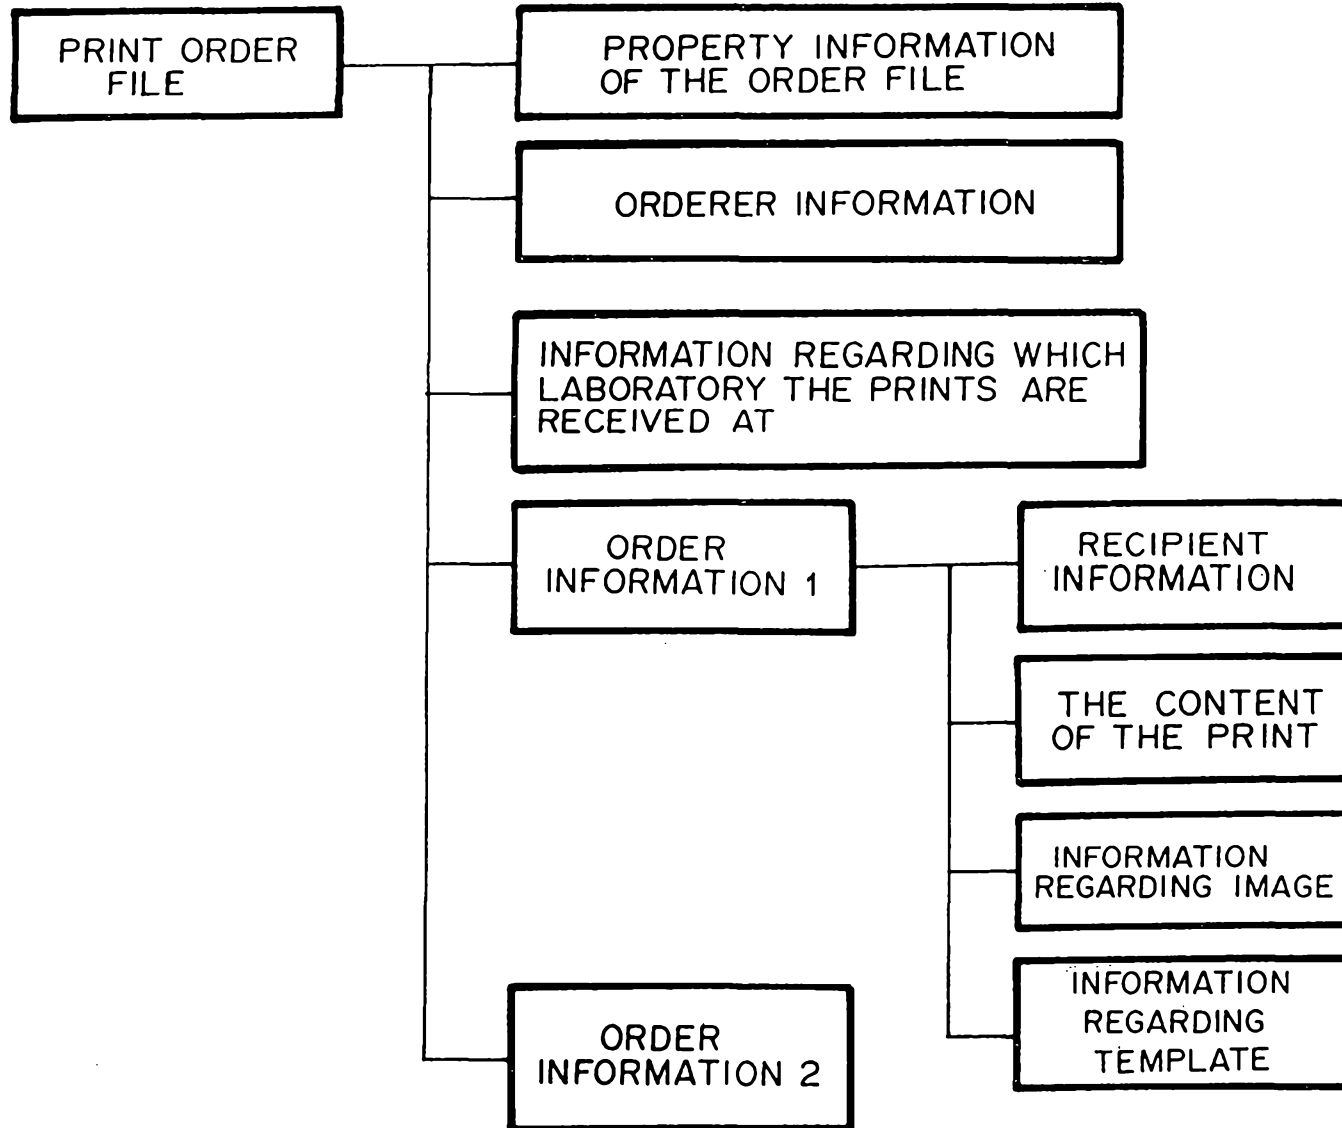 PRINT ORDER
FILE
PROPERTY INFORMATION
OF THE ORDER FILE
ORDERER INFORMATION
INFORMATION REGARDING WHICH
LABORATORY THE PRINTS ARE
RECEIVED AT
ORDER
INFORMATION 1
RECIPIENT
INFORMATION
THE CONTENT
OF THE PRINT
INFORMATION
REGARDING IMAGE
INFORMATION
REGARDING
TEMPLATE
ORDER
INFORMATION 2